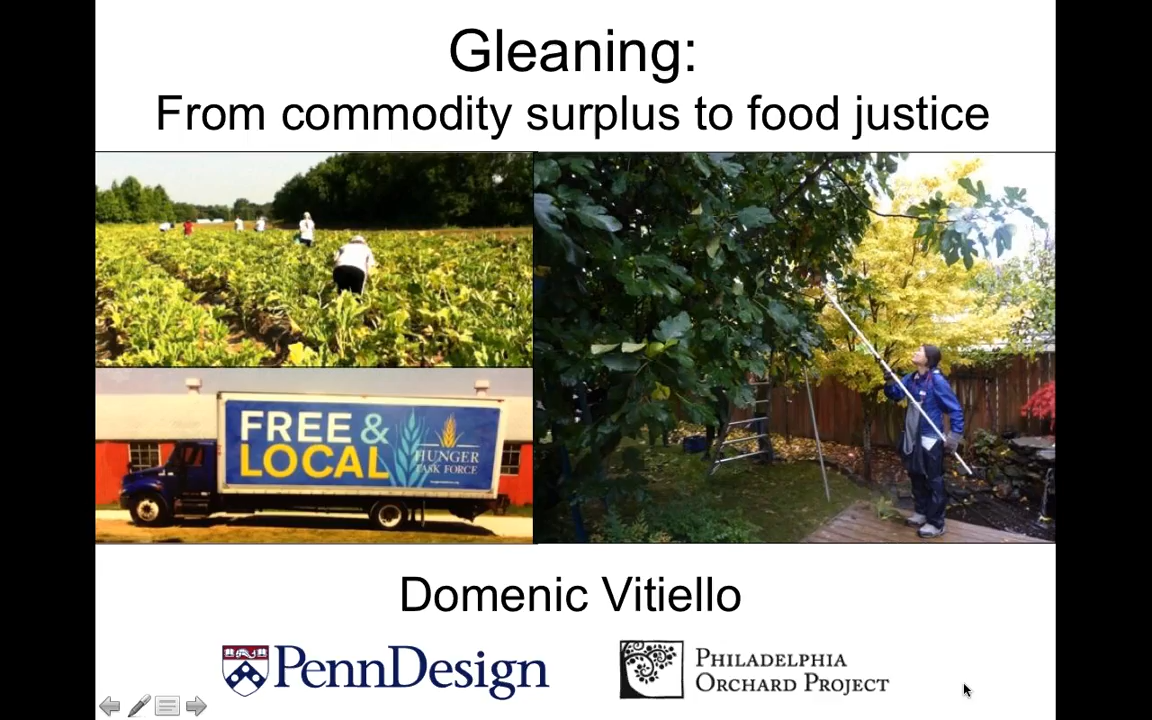 Gleaning:
From commodity surplus to food justice
FREE &
LOCAL
HUNGER
TASK FORCE
Domenic Vitiello
PennDesign
PHILADELPHIA
ORCHARD PROJECT